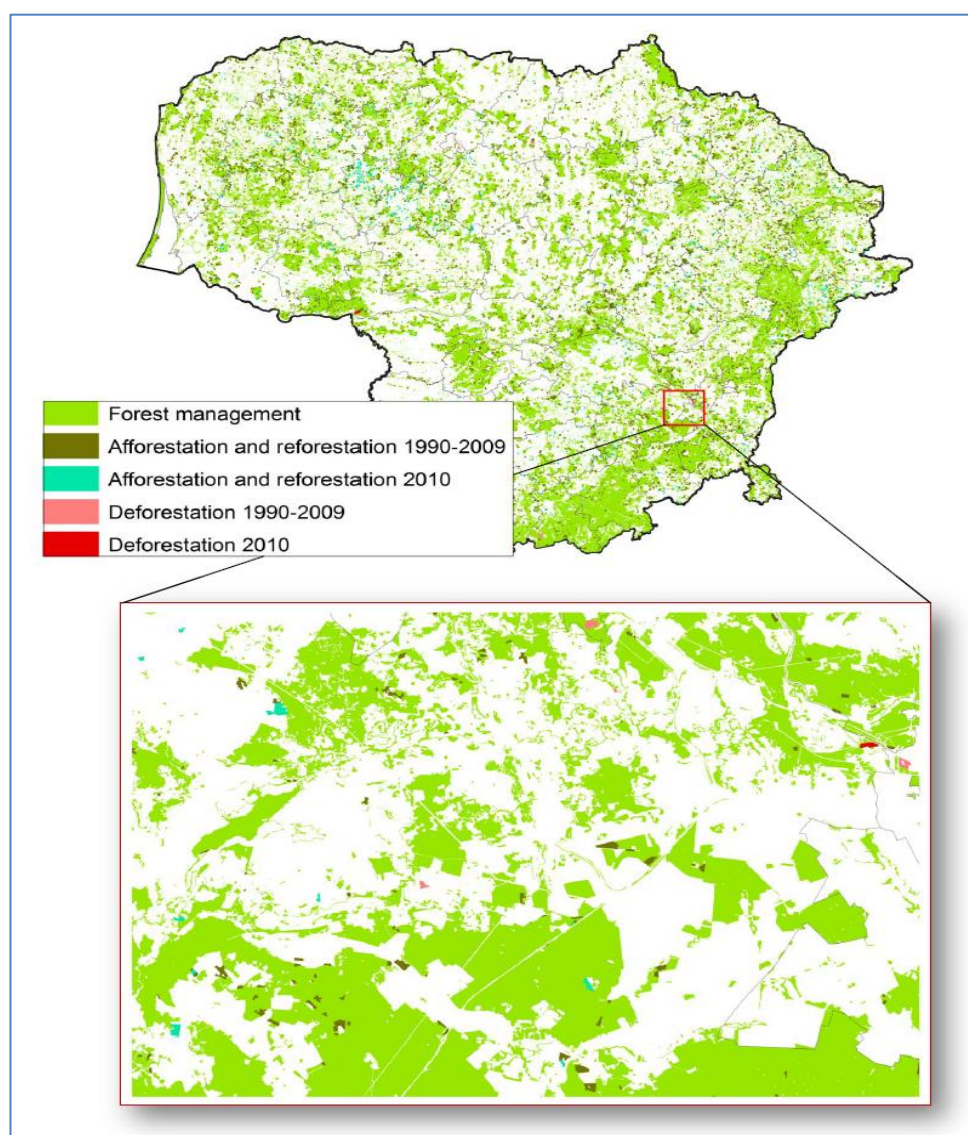 Forest management
Afforestation and reforestation 1990-2009
Afforestation and reforestation 2010
Deforestation 1990-2009
Deforestation 2010